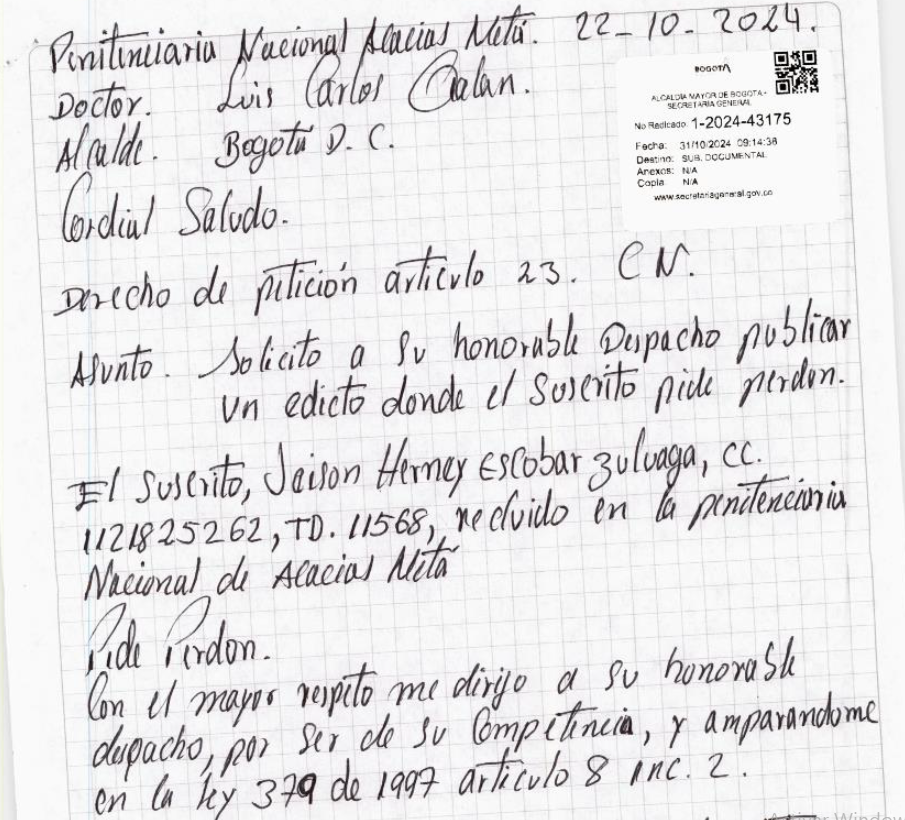 Penitenciaria Nacional Acacias Metá. 22-10-2024.
Doctor. Luis Carlos Galan.
Alcalde. Bogotá D.C.
Cordial Saludo.
BOGOTÁ
ALCALDIA MAYOR DE BOGOTA -
SECRETARIA GENERAL
No Radicado: 1-2024-43175
Fecha: 31/10/2024 09:14:36
Destino: SUB. DOCUMENTAL
Anexos: N/A
Copia: N/A
www.secretariageneral.gov.co
Derecho de petición articulo 23. CN.
Asunto. Solicito a su honorable Despacho publicar
un edicto donde el suscrito pide perdon.
El suscrito, Jeison Herney Escobar zuluaga, cc.
1121825262, TD. 11568, recluido en la penitenciaria
Nacional de Acacias Metá
Pide Perdon.
Con el mayor respeto me dirijo a su honorable
despacho, por ser de su Competencia, y amparandome
en la ley 379 de 1997 articulo 8 inc. 2.